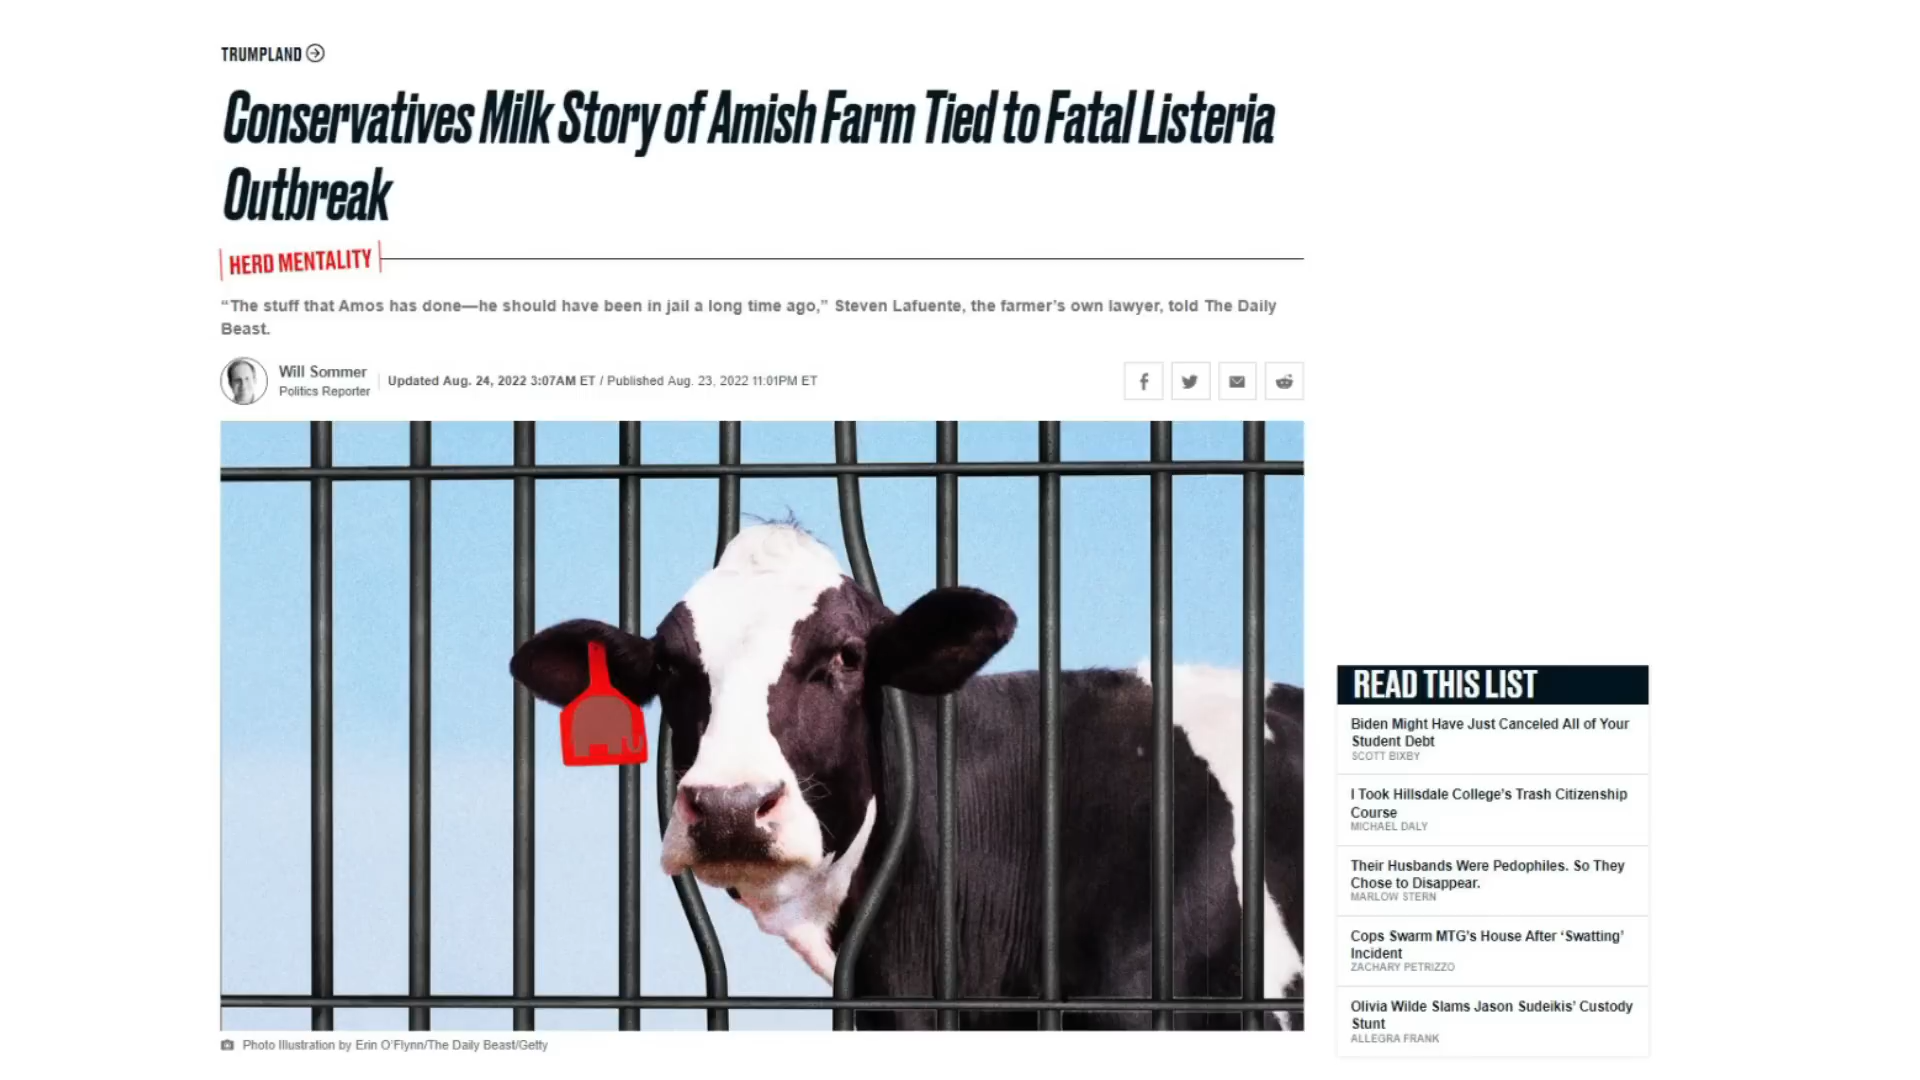 TRUMPLAND
Conservatives Milk Story of Amish Farm Tied to Fatal Listeria
Outbreak
HERD MENTALITY
“The stuff that Amos has done—he should have been in jail a long time ago,” Steven Lafuente, the farmer’s own lawyer, told The Daily
Beast.
Will Sommer
Politics Reporter
Updated Aug. 24, 2022 3:07AM ET / Published Aug. 23, 2022 11:01PM ET
Photo Illustration by Erin O’Flynn/The Daily Beast/Getty
READ THIS LIST
Biden Might Have Just Canceled All of Your
Student Debt
SCOTT BIXBY
I Took Hillsdale College’s Trash Citizenship
Course
MICHAEL DALY
Their Husbands Were Pedophiles. So They
Chose to Disappear.
MARLOW STERN
Cops Swarm MTG’s House After ‘Swatting’
Incident
ZACHARY PETRIZZO
Olivia Wilde Slams Jason Sudeikis’ Custody
Stunt
ALLEGRA FRANK